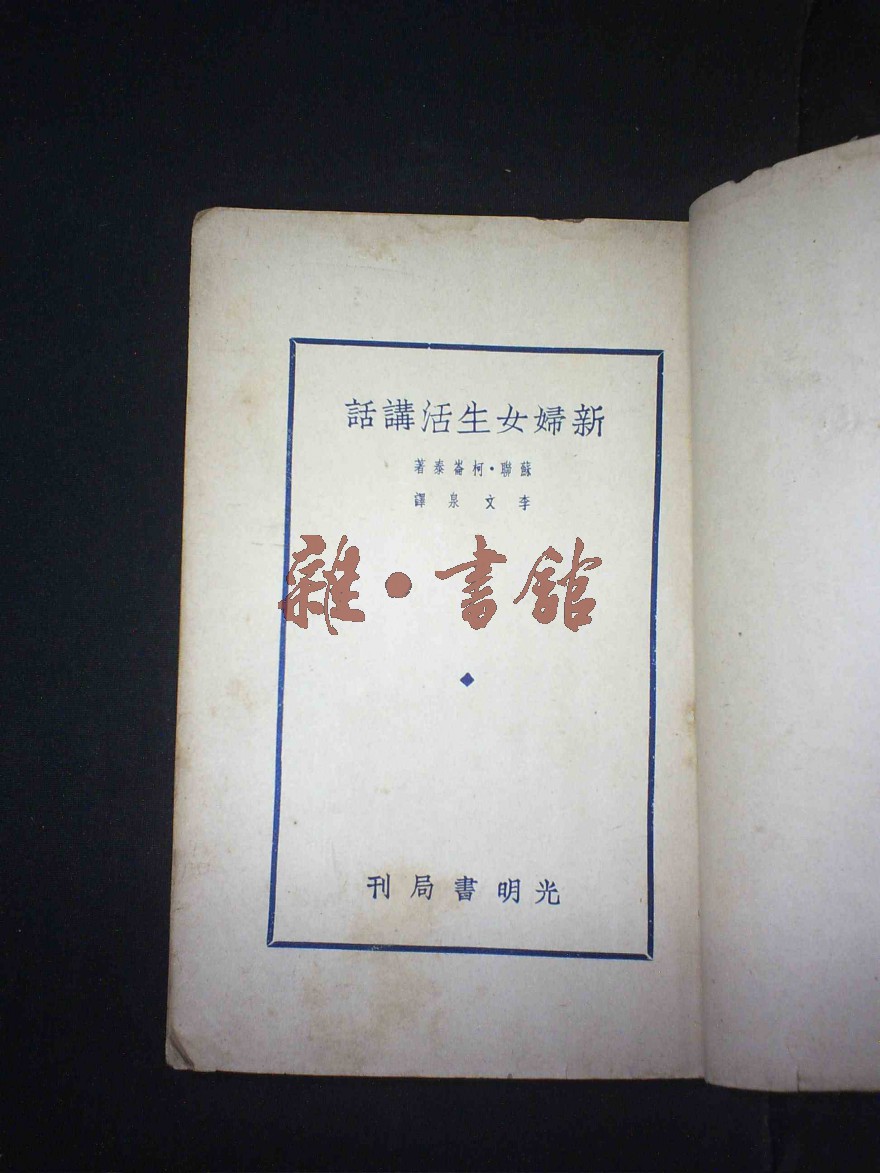 新婦女生活講話
蘇聯·柯崙泰著
李文泉譯
雜·書館
光明書局刊